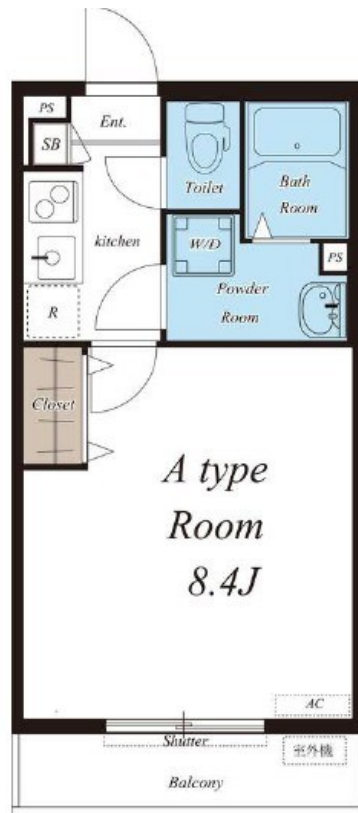 PS
Ent.
SB
Toilet
Bath
Room
kitchen
W/D
PS
Powder
Room
R
Closet
A type
Room
8.4J
AC
Shutter
室外機
Balcony